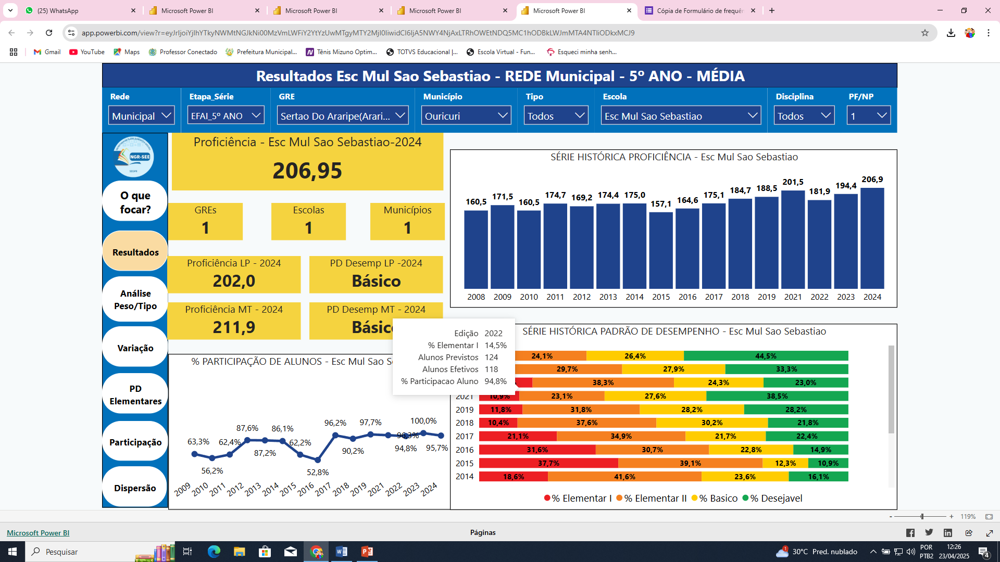 (25) WhatsApp
Microsoft Power BI
Microsoft Power BI
Microsoft Power BI
Microsoft Power BI
Cópia de Formulário de frequên
app.powerbi.com/view?r=
Gmail
YouTube
Maps
Professor Conectado
Prefeitura Municipal...
Tênis Mizuno Optim...
TOTVS Educacional |...
Escola Virtual - Fun...
Esqueci minha senh...
Resultados Esc Mul Sao Sebastiao - REDE Municipal - 5º ANO - MÉDIA
Rede Etapa_Série GRE Município Tipo Escola Disciplina PF/NP
Municipal EFAI_5º ANO Sertao Do Araripe(Arari... Ouricuri Todos Esc Mul Sao Sebastiao Todos 1
NGR-SEE
SEGPR
O que
focar?
Resultados
Análise
Peso/Tipo
Variação
PD
Elementares
Participação
Dispersão
Proficiência - Esc Mul Sao Sebastiao-2024
206,95
GREs
1
Escolas
1
Municípios
1
Proficiência LP - 2024
202,0
PD Desemp LP -2024
Básico
Proficiência MT - 2024
211,9
PD Desemp MT - 2024
Básic
% PARTICIPAÇÃO DE ALUNOS - Esc Mul Sao S
63,3% 56,2% 62,4% 87,6% 87,2% 86,1% 62,2% 52,8% 96,2% 90,2% 97,7% 96,3% 94,8% 100,0% 95,7%
2009 2010 2011 2012 2013 2014 2015 2016 2017 2018 2019 2021 2022 2023 2024
SÉRIE HISTÓRICA PROFICIÊNCIA - Esc Mul Sao Sebastiao
160,5 171,5 160,5 174,7 169,2 174,4 175,0 157,1 164,6 175,1 184,7 188,5 201,5 181,9 194,4 206,9
2008 2009 2010 2011 2012 2013 2014 2015 2016 2017 2018 2019 2021 2022 2023 2024
Edição 2022
% Elementar I 14,5%
Alunos Previstos 124
Alunos Efetivos 118
% Participacao Aluno 94,8%
SÉRIE HISTÓRICA PADRÃO DE DESEMPENHO - Esc Mul Sao Sebastiao
24,1% 26,4% 44,5%
29,7% 27,9% 33,3%
38,3% 24,3% 23,0%
2021 10,9% 23,1% 27,6% 38,5%
2019 11,8% 31,8% 28,2% 28,2%
2018 10,4% 37,6% 30,2% 21,8%
2017 21,1% 34,9% 21,7% 22,4%
2016 31,6% 30,7% 22,8% 14,9%
2015 37,7% 39,1% 12,3% 10,9%
2014 18,6% 41,6% 23,6% 16,1%
% Elementar I % Elementar II % Basico % Desejavel
- + 119%
Microsoft Power BI
Páginas
Pesquisar
30°C Pred. nublado
POR
PTB2
12:26
23/04/2025
4